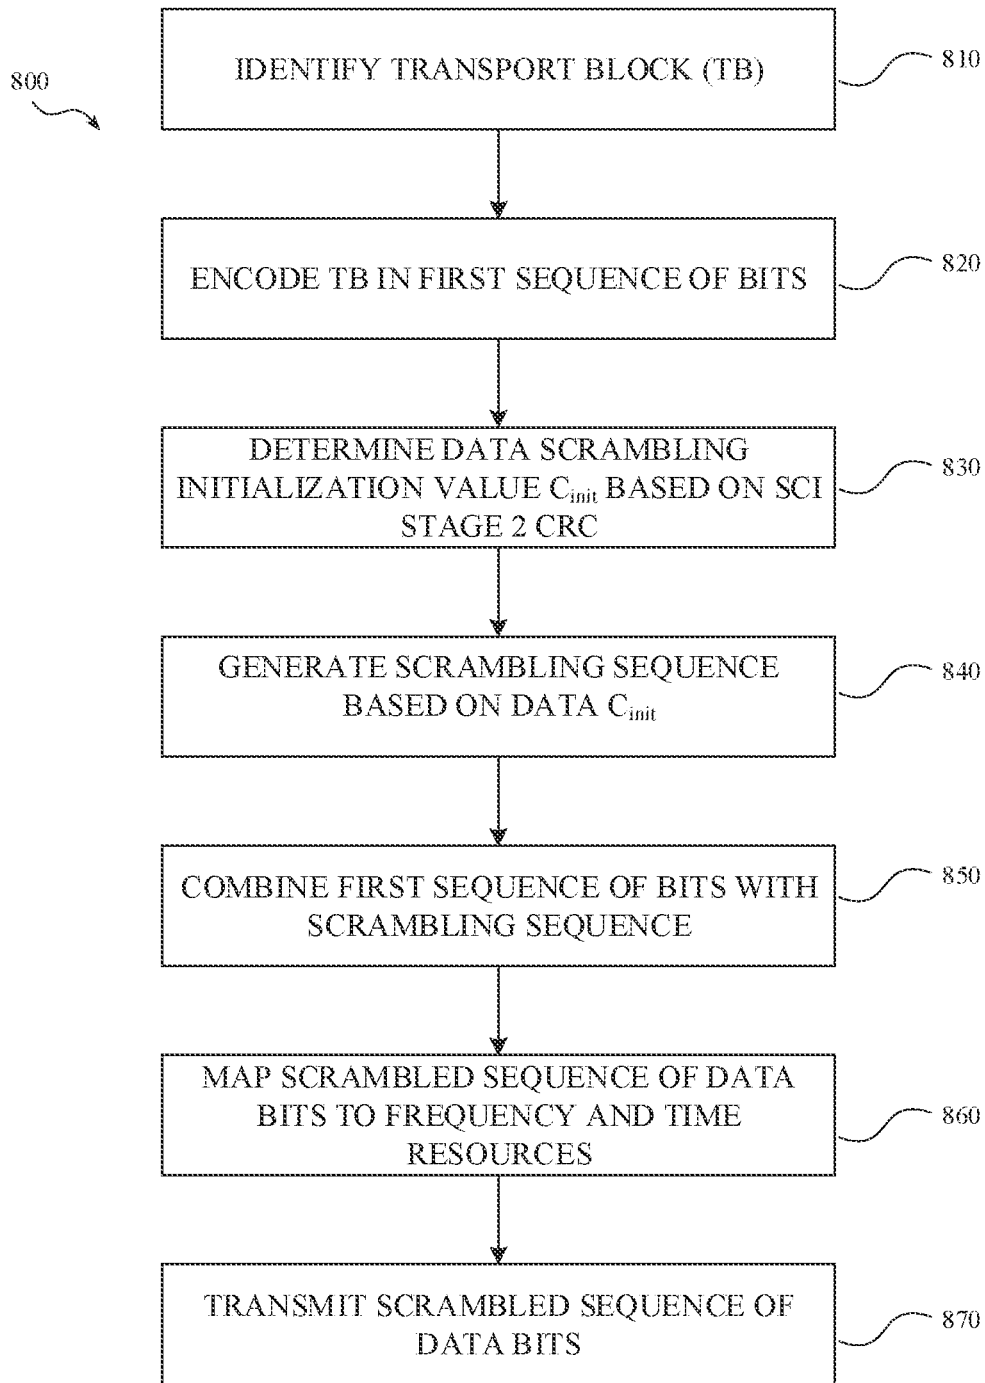 800
IDENTIFY TRANSPORT BLOCK (TB)
810
ENCODE TB IN FIRST SEQUENCE OF BITS
820
DETERMINE DATA SCRAMBLING
INITIALIZATION VALUE Cinit BASED ON SCI
STAGE 2 CRC
830
GENERATE SCRAMBLING SEQUENCE
BASED ON DATA Cinit
840
COMBINE FIRST SEQUENCE OF BITS WITH
SCRAMBLING SEQUENCE
850
MAP SCRAMBLED SEQUENCE OF DATA
BITS TO FREQUENCY AND TIME
RESOURCES
860
TRANSMIT SCRAMBLED SEQUENCE OF
DATA BITS
870